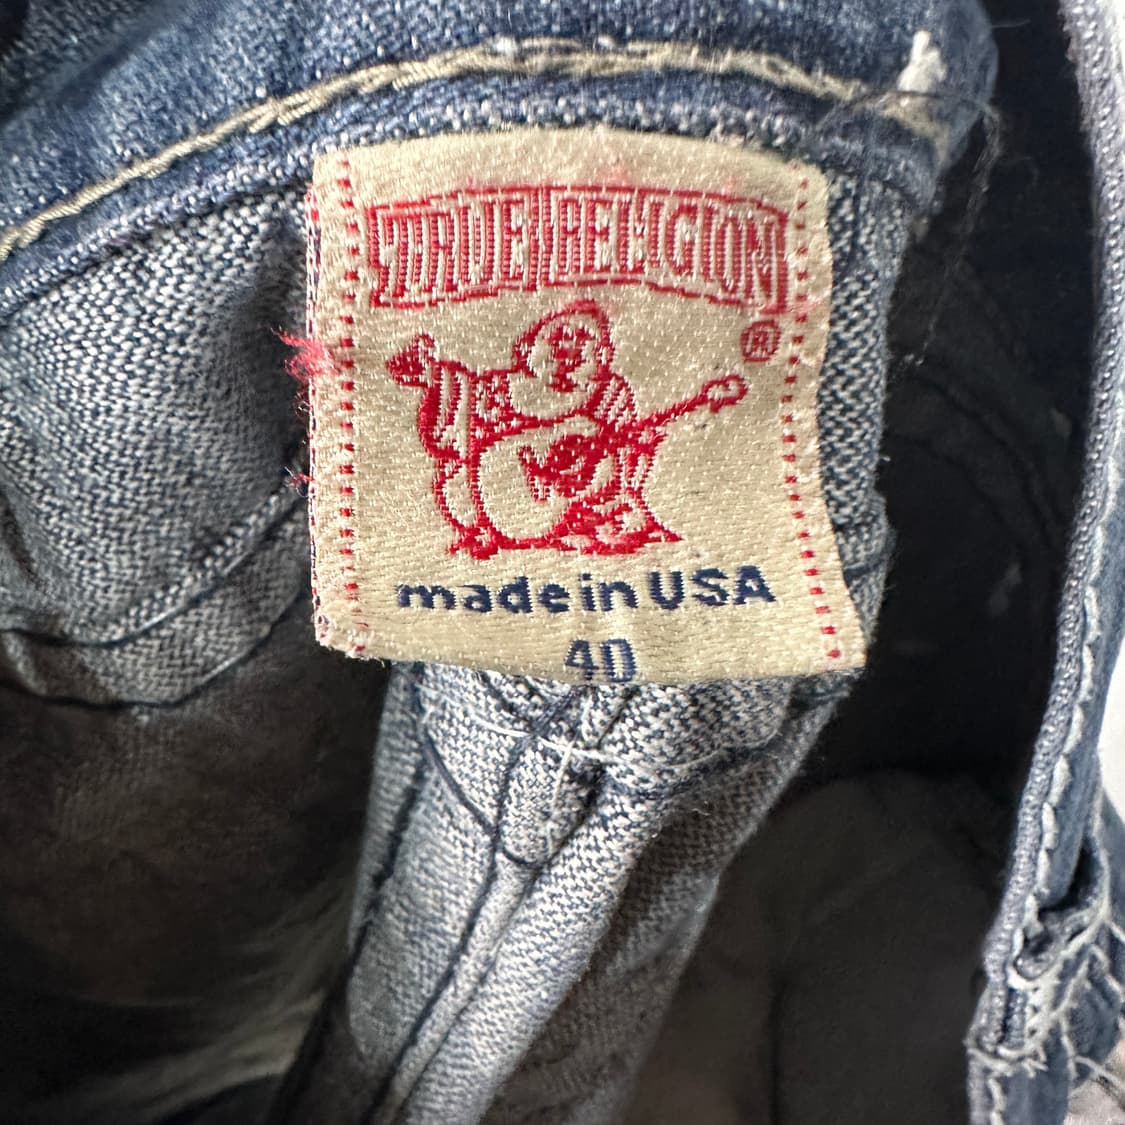 TRUE RELIGION
®
made in USA
40